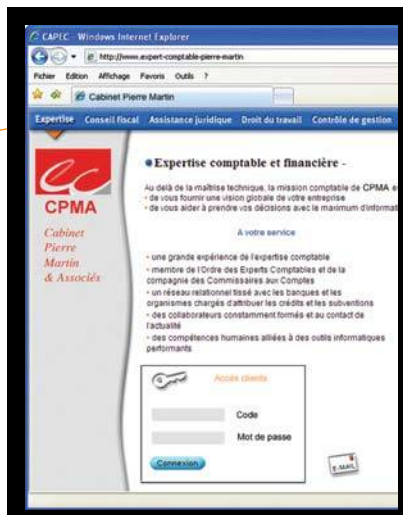 CAPEC - Windows Internet Explorer
http://www.expert-comptable-pierre-martin
Fichier Edition Affichage Favoris Outils ?
Cabinet Pierre Martin
Expertise Conseil fiscal Assistance juridique Droit du travail Contrôle de gestion
CPMA
Cabinet
Pierre
Martin
& Associés
Expertise comptable et financière -
Au delà de la maîtrise technique, la mission comptable de CPMA e
- de vous fournir une vision globale de votre entreprise
- de vous aider à prendre vos décisions avec le maximum d'informat
A votre service
- une grande expérience de l'expertise comptable
- membre de l'Ordre des Experts Comptables et de la
compagnie des Commissaires aux Comptes
- un réseau relationnel tissé avec les banques et les
organismes chargés d'attribuer les crédits et les subventions
- des collaborateurs constamment formés et au contact de
l'actualité
- des compétences humaines alliées à des outils informatiques
performants
Accès clients
Code
Mot de passe
Connexion
E-MAIL